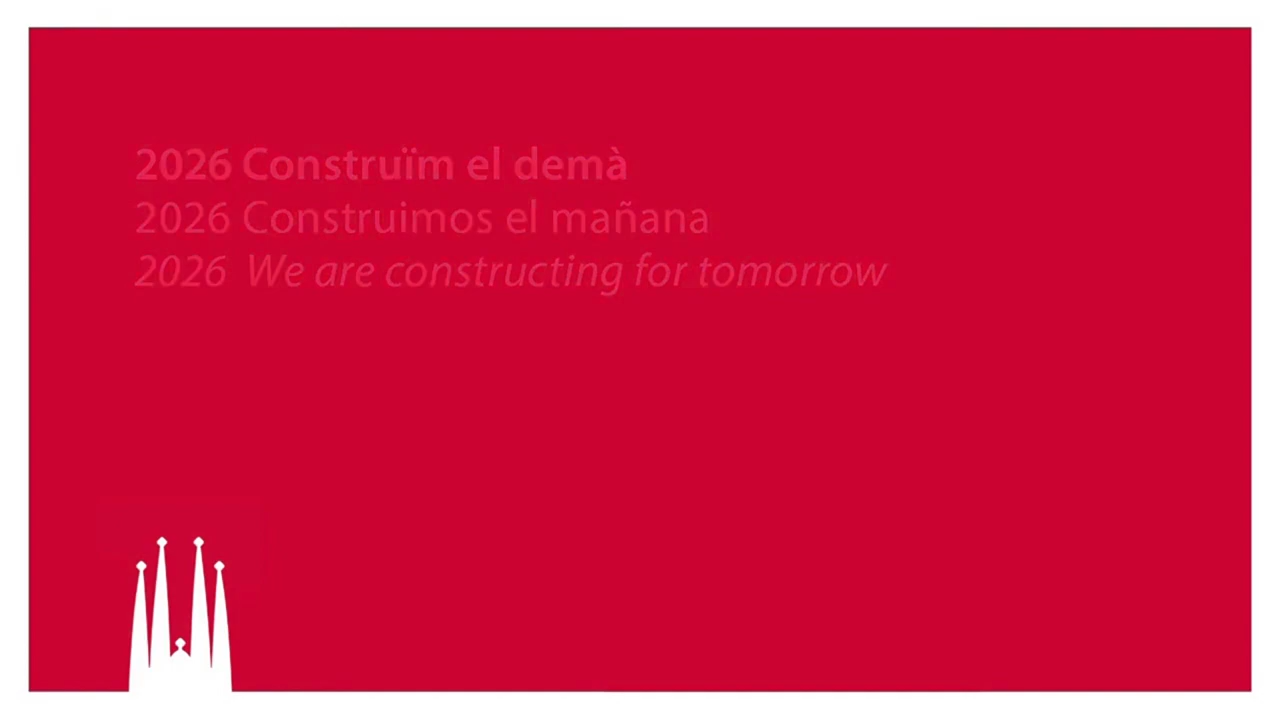 2026 Construïm el demà
2026 Construimos el mañana
2026 We are constructing for tomorrow